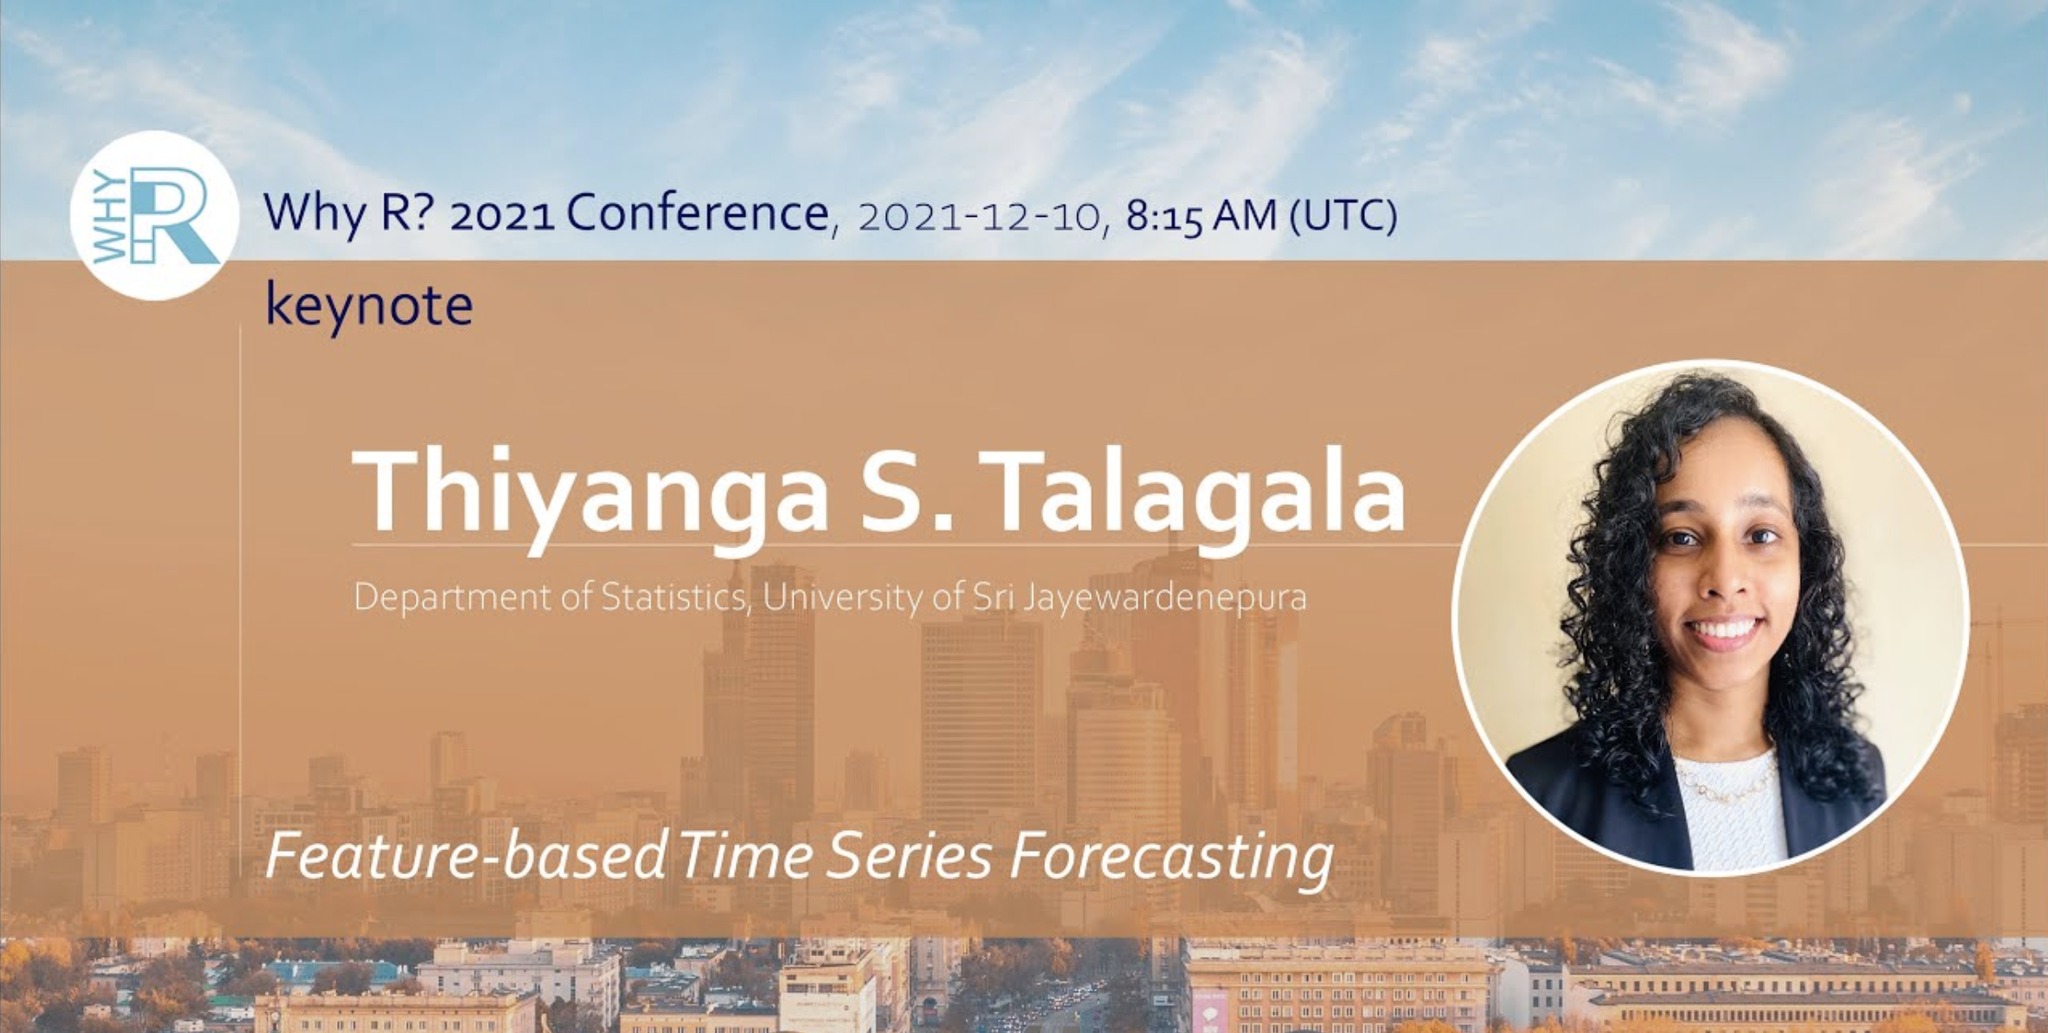 WHY R
Why R? 2021 Conference, 2021-12-10, 8:15 AM (UTC)
keynote
Thiyanga S. Talagala
Department of Statistics, University of Sri Jayewardenepura
Feature-based Time Series Forecasting